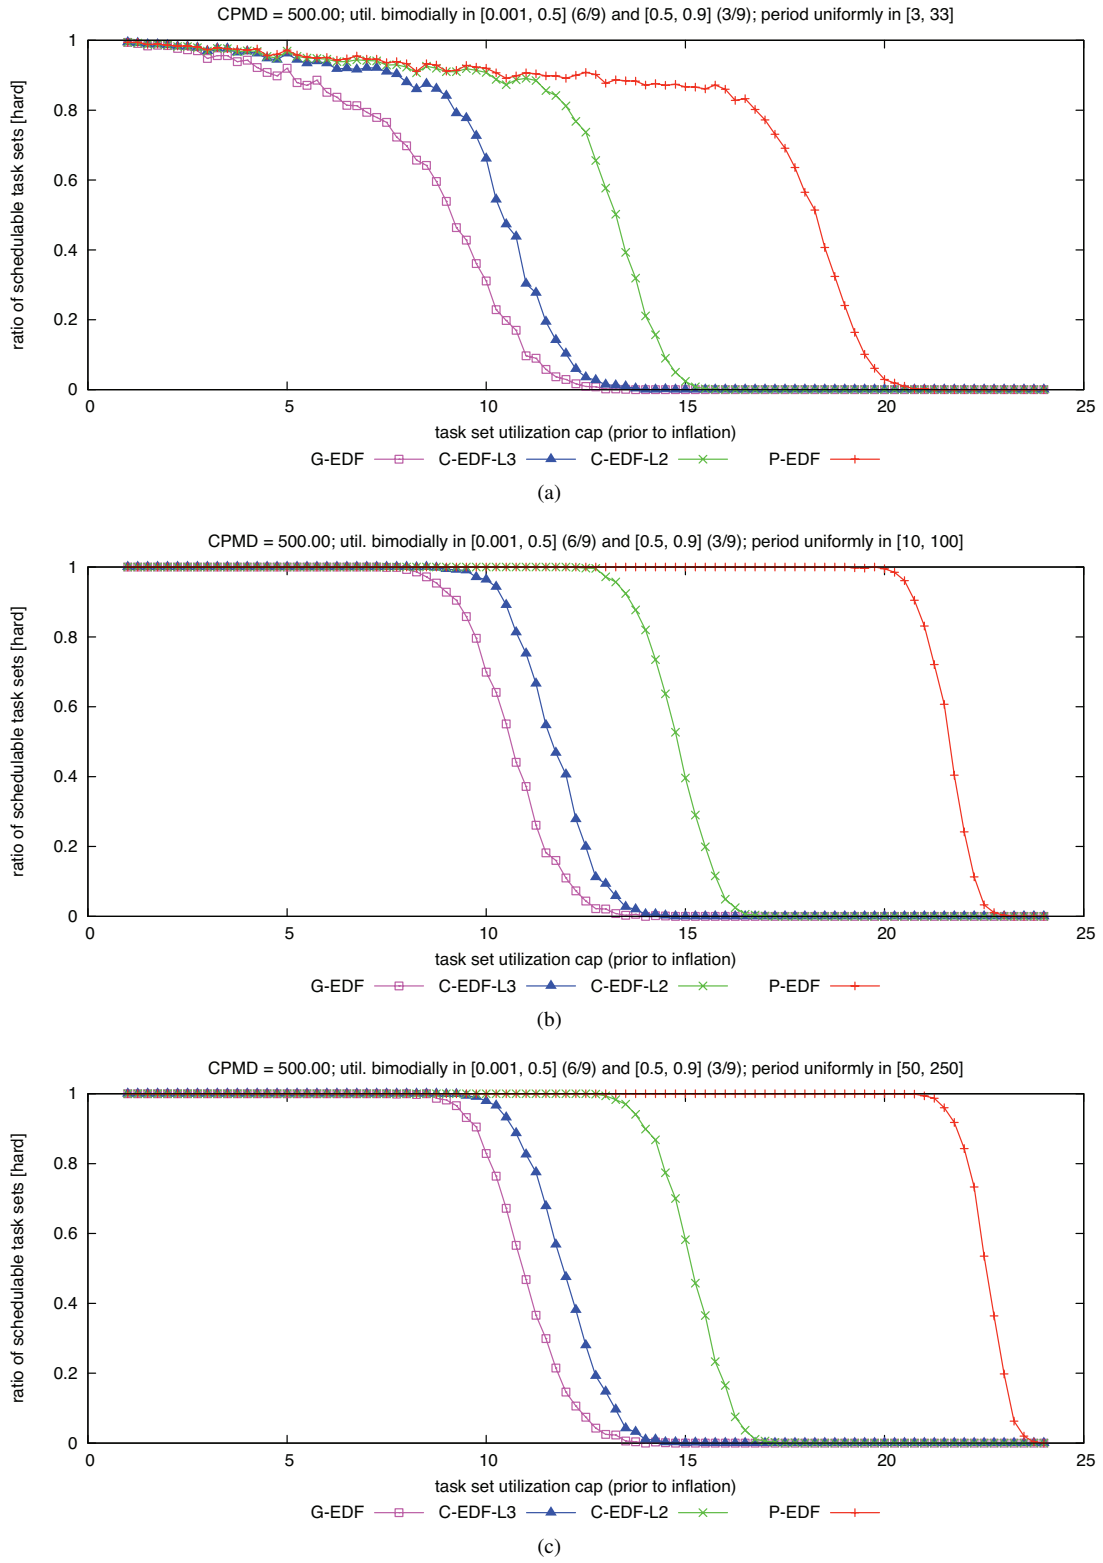 CPMD = 500.00; util. bimodially in [0.001, 0.5] (6/9) and [0.5, 0.9] (3/9); period uniformly in [3, 33]
ratio of schedulable task sets [hard]
1
0.8
0.6
0.4
0.2
0
0 5 10 15 20 25
task set utilization cap (prior to inflation)
G-EDF C-EDF-L3 C-EDF-L2 P-EDF
(a)
CPMD = 500.00; util. bimodially in [0.001, 0.5] (6/9) and [0.5, 0.9] (3/9); period uniformly in [10, 100]
ratio of schedulable task sets [hard]
1
0.8
0.6
0.4
0.2
0
0 5 10 15 20 25
task set utilization cap (prior to inflation)
G-EDF C-EDF-L3 C-EDF-L2 P-EDF
(b)
CPMD = 500.00; util. bimodially in [0.001, 0.5] (6/9) and [0.5, 0.9] (3/9); period uniformly in [50, 250]
ratio of schedulable task sets [hard]
1
0.8
0.6
0.4
0.2
0
0 5 10 15 20 25
task set utilization cap (prior to inflation)
G-EDF C-EDF-L3 C-EDF-L2 P-EDF
(c)